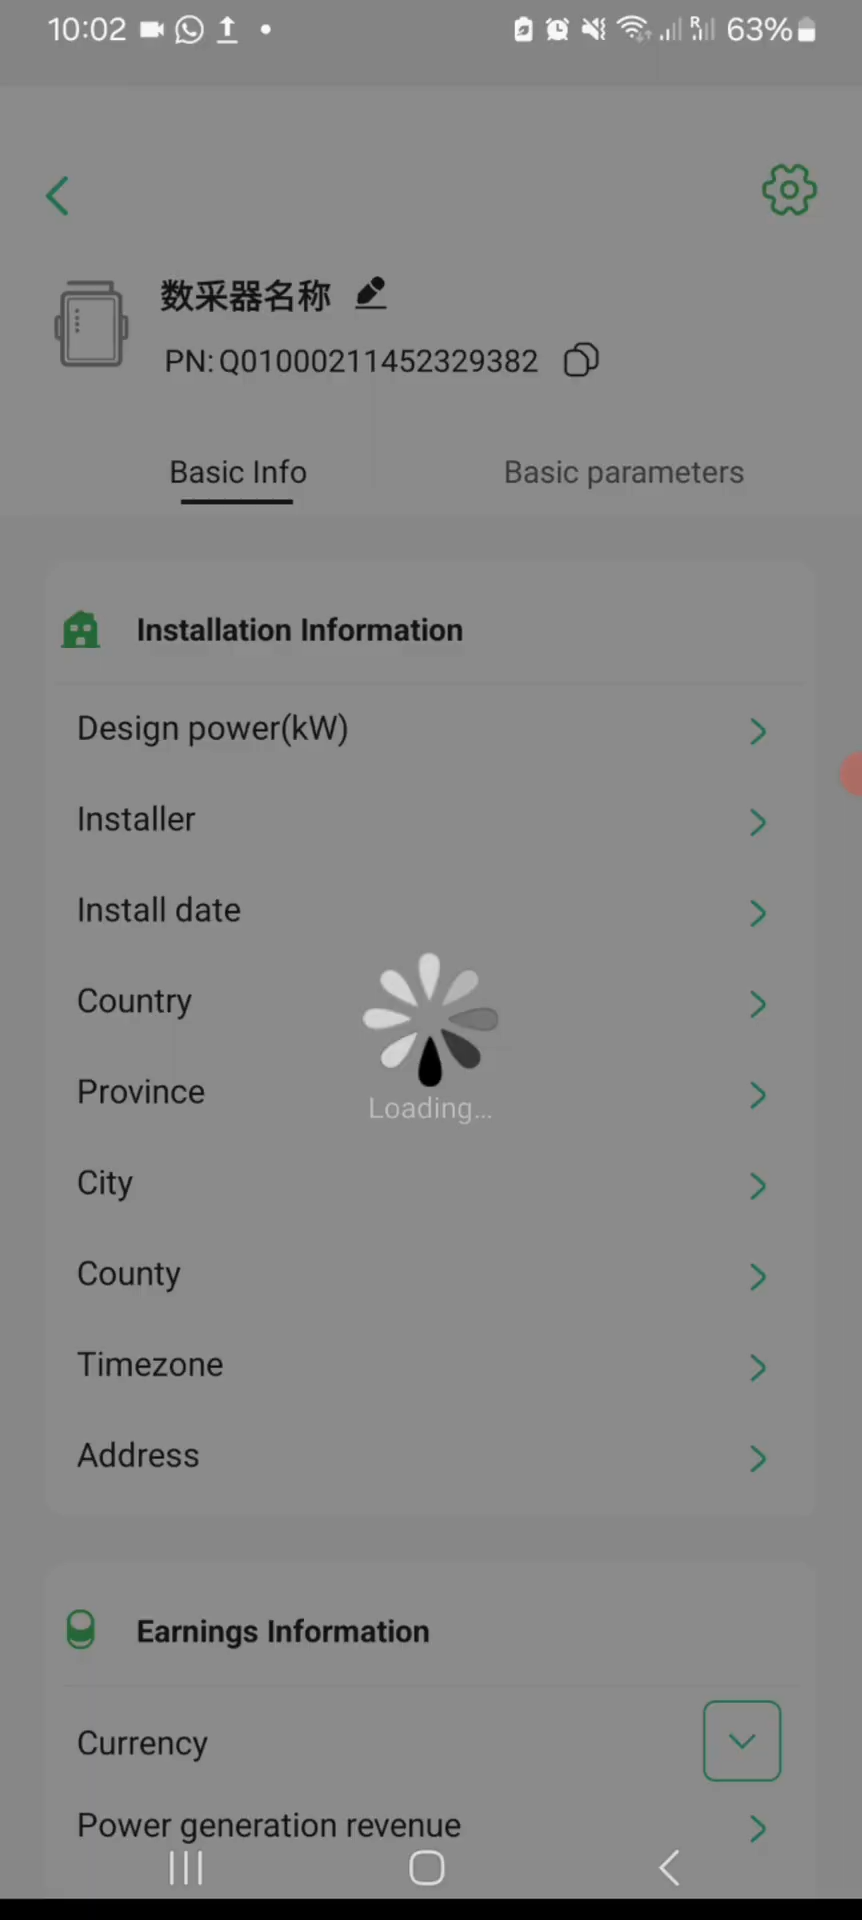 10:02 63%
数采器名称
PN: Q01000211452329382
Basic Info Basic parameters
Installation Information
Design power(kW)
Installer
Install date
Country
Province
Loading...
City
County
Timezone
Address
Earnings Information
Currency
Power generation revenue